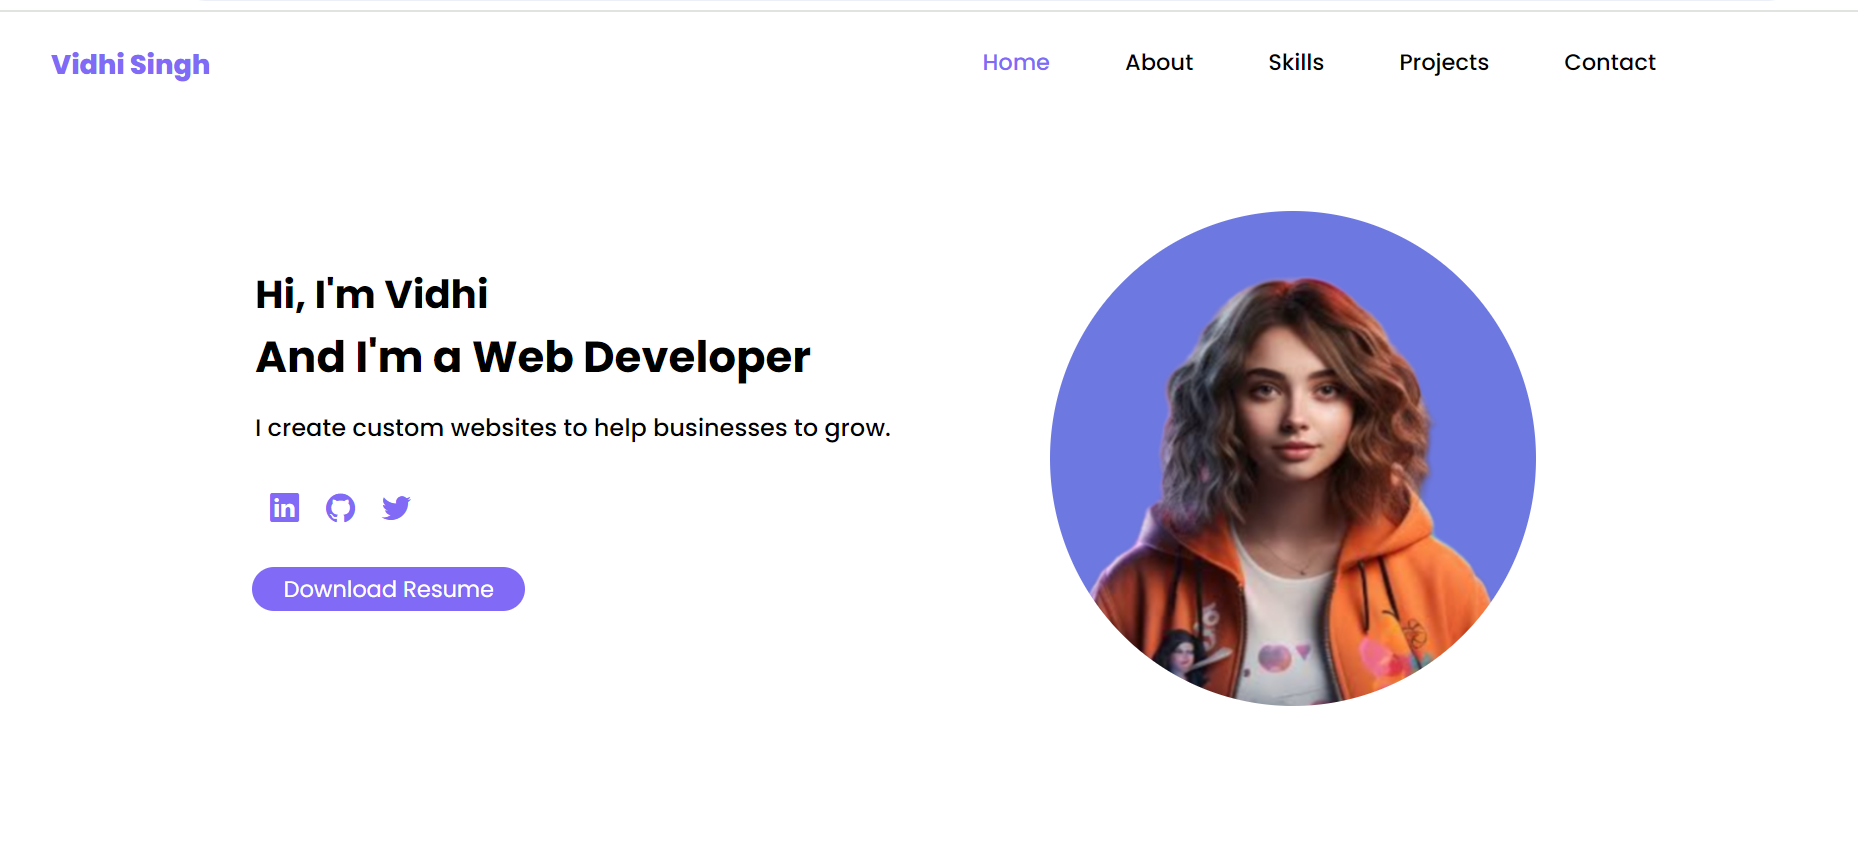 Vidhi Singh
Home About Skills Projects Contact
Hi, I'm Vidhi
And I'm a Web Developer
I create custom websites to help businesses to grow.
in
Download Resume